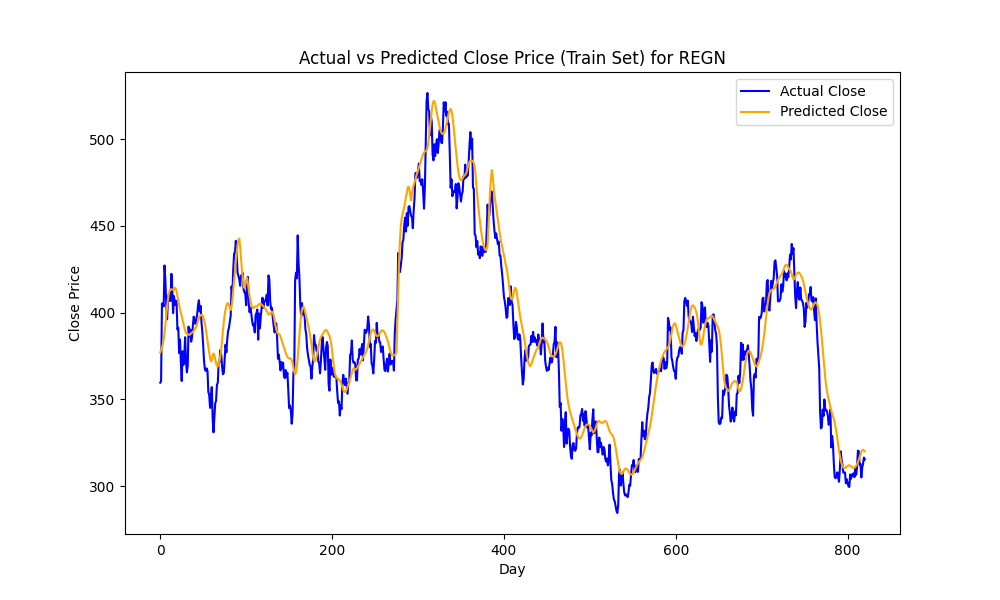 Actual vs Predicted Close Price (Train Set) for REGN
Actual Close
Predicted Close
Close Price
500
450
400
350
300
0
200
400
600
800
Day